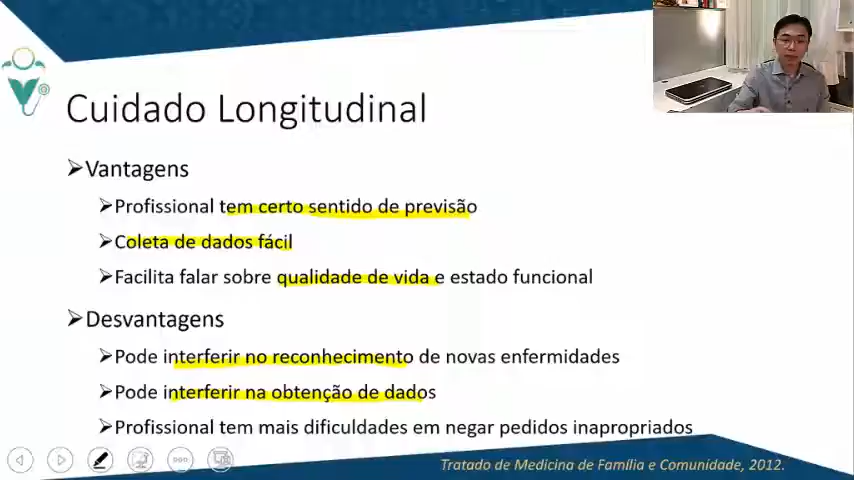 Cuidado Longitudinal
Vantagens
Profissional tem certo sentido de previsão
Coleta de dados fácil
Facilita falar sobre qualidade de vida e estado funcional
Desvantagens
Pode interferir no reconhecimento de novas enfermidades
Pode interferir na obtenção de dados
Profissional tem mais dificuldades em negar pedidos inapropriados
Tratado de Medicina de Família e Comunidade, 2012.